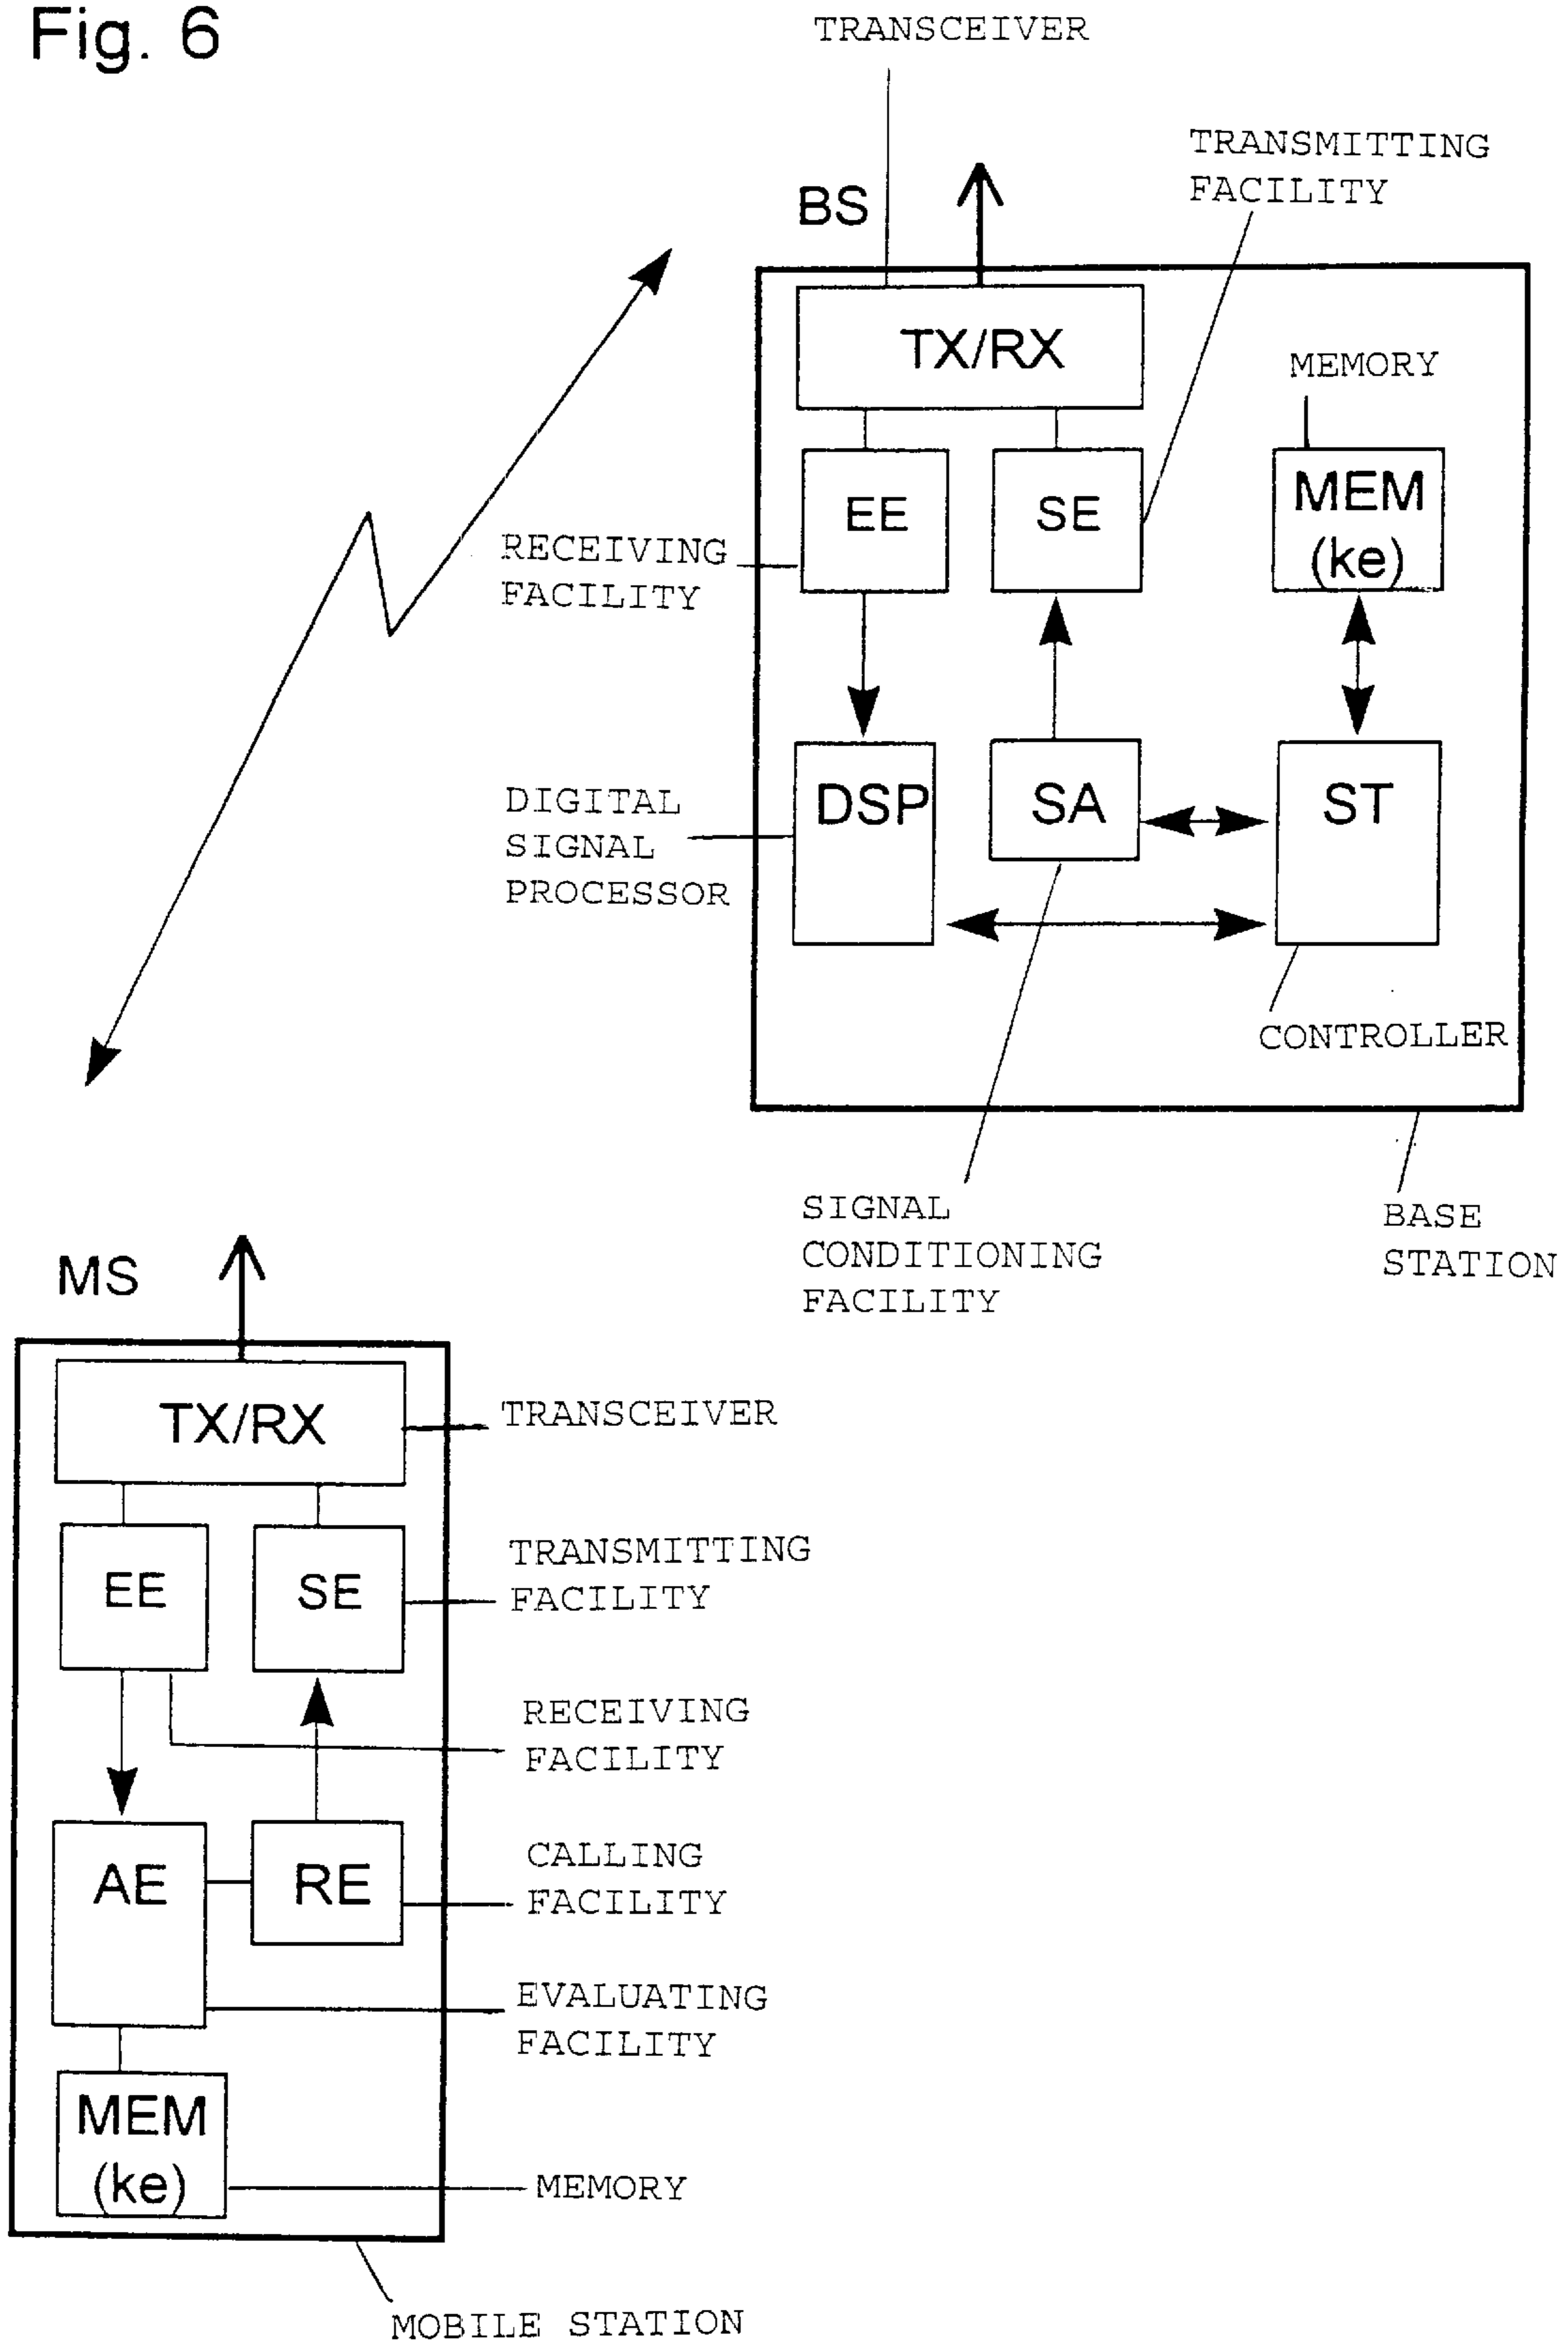 Fig. 6
TRANSCEIVER
TRANSMITTING
FACILITY
BS
TX/RX
MEMORY
EE
SE
MEM
(ke)
RECEIVING
FACILITY
DIGITAL
SIGNAL
PROCESSOR
DSP
SA
ST
CONTROLLER
SIGNAL
CONDITIONING
FACILITY
BASE
STATION
MS
TX/RX
TRANSCEIVER
EE
SE
TRANSMITTING
FACILITY
RECEIVING
FACILITY
AE
RE
CALLING
FACILITY
EVALUATING
FACILITY
MEM
(ke)
MEMORY
MOBILE STATION